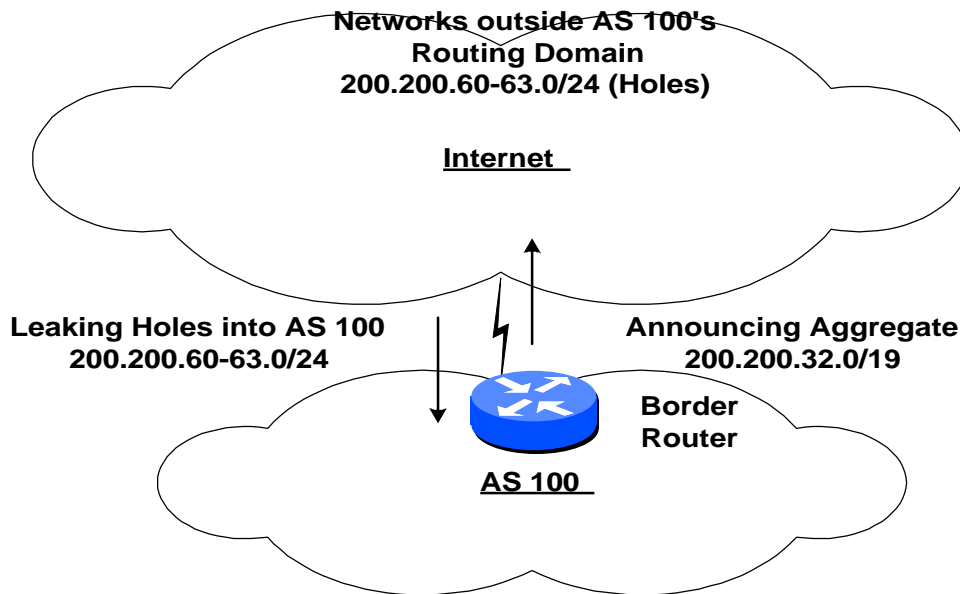 Networks outside AS 100's
Routing Domain
200.200.60-63.0/24 (Holes)
Internet
Leaking Holes into AS 100
200.200.60-63.0/24
Announcing Aggregate
200.200.32.0/19
Border
Router
AS 100